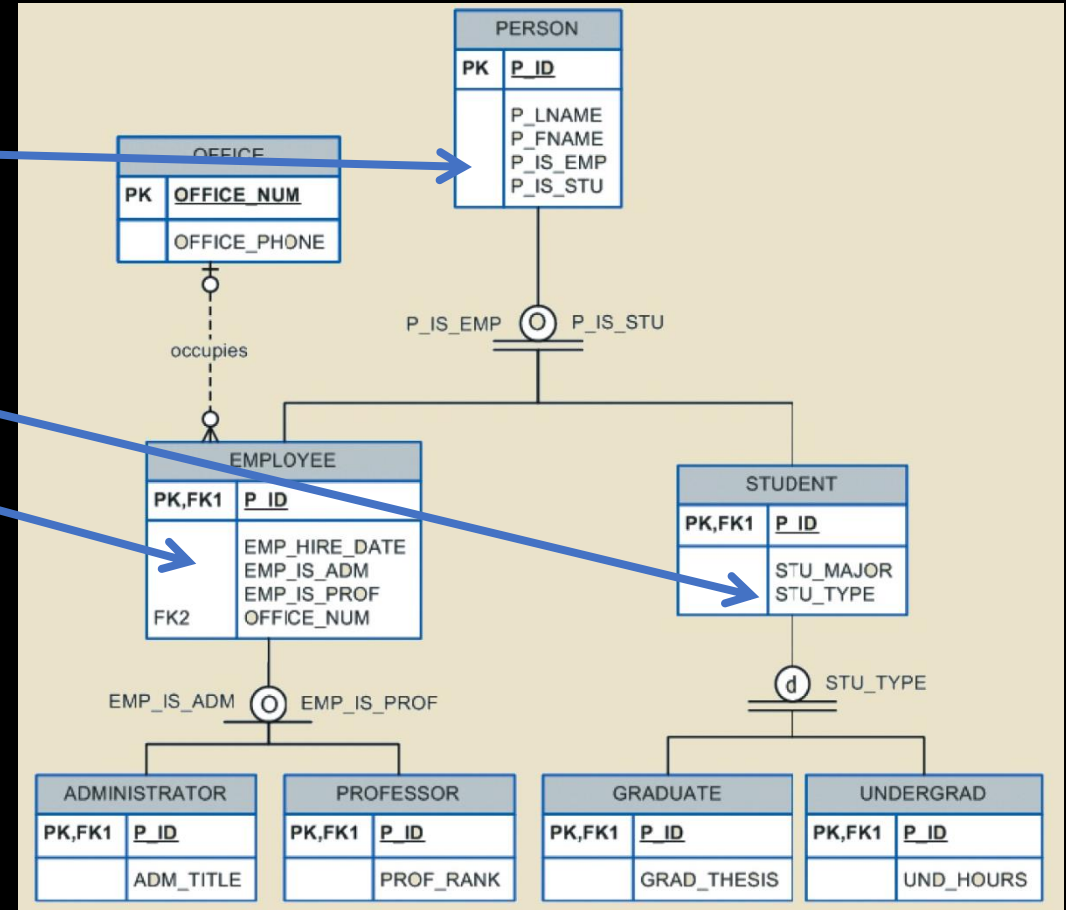 PERSON
PK P_ID
P_LNAME
P_FNAME
P_IS_EMP
P_IS_STU
OFFICE
PK OFFICE_NUM
OFFICE_PHONE
P_IS_EMP O P_IS_STU
occupies
EMPLOYEE
PK,FK1 P_ID
EMP_HIRE_DATE
EMP_IS_ADM
EMP_IS_PROF
FK2 OFFICE_NUM
STUDENT
PK,FK1 P_ID
STU_MAJOR
STU_TYPE
EMP_IS_ADM O EMP_IS_PROF
d STU_TYPE
ADMINISTRATOR
PK,FK1 P_ID
ADM_TITLE
PROFESSOR
PK,FK1 P_ID
PROF_RANK
GRADUATE
PK,FK1 P_ID
GRAD_THESIS
UNDERGRAD
PK,FK1 P_ID
UND_HOURS